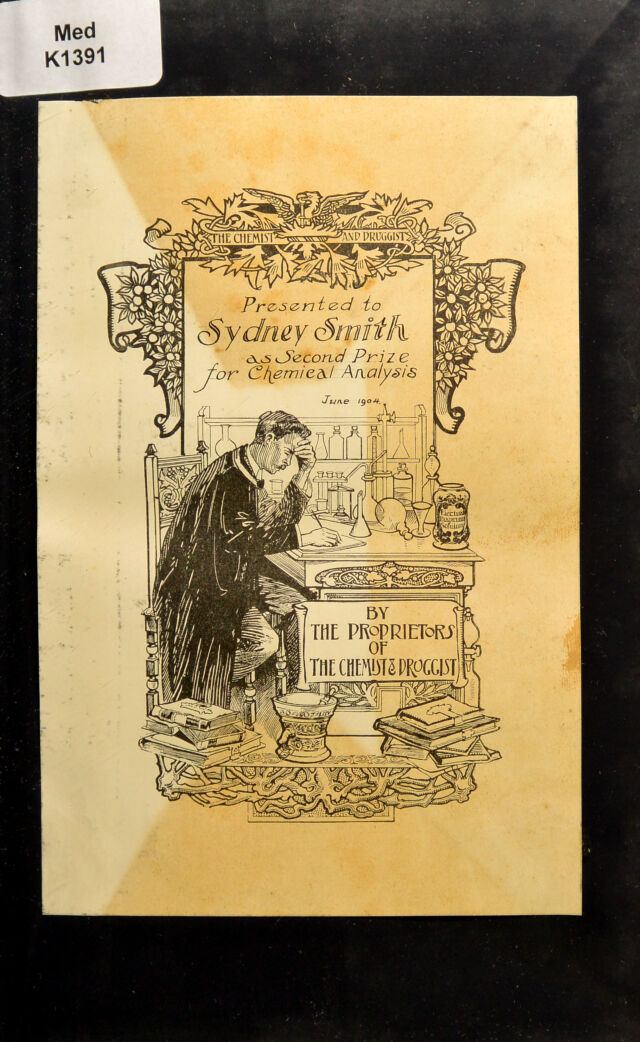 Med
K1391
THE CHEMIST AND DRUGGIST
Presented to
Sydney Smith
as Second Prize
for Chemical Analysis
June 1904.
BY
THE PROPRIETORS
OF
THE CHEMIST & DRUGGIST